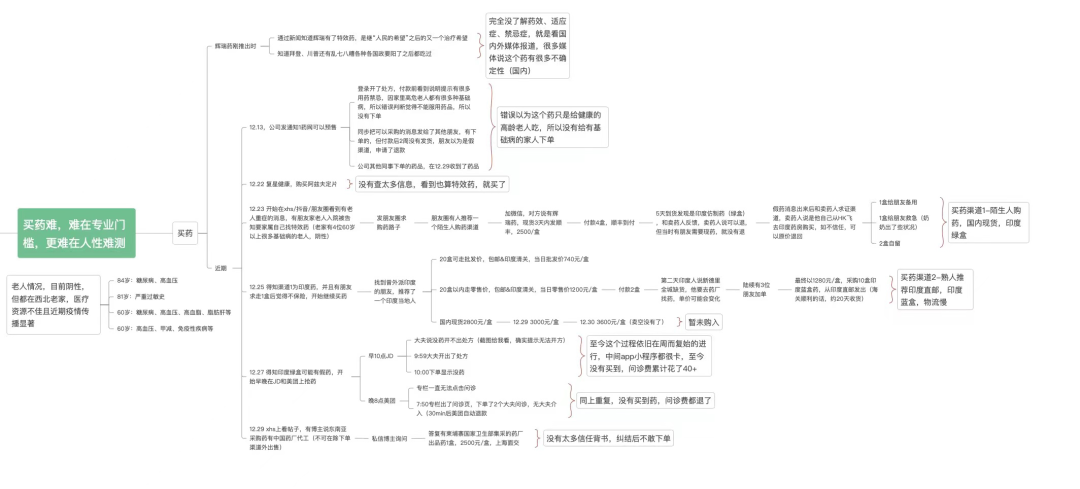 买药难，难在专业门
槛，更难在人性难测
买药
老人情况，目前阴性，
但都在西北老家，医疗
资源不佳且近期疫情传
播显著
84岁：糖尿病、高血压
81岁：严重过敏史
60岁：糖尿病、高血压、高血脂、脂肪肝等
60岁：高血压、甲减、免疫性疾病等
辉瑞药刚推出时
通过新闻知道辉瑞有了特效药，是继“人民的希望”之后的又一个治疗希望
知道拜登、川普还有乱七八糟各种各国政要阳了之后都吃过
完全没了解药效、适应
症、禁忌症，就是看国
内外媒体报道，很多媒
体说这个药有很多不确
定性（国内）
近期
12.13，公司发通知1药网可以预售
登录开了处方，付款前看到说明提示有很多
用药禁忌，因家里高危老人都有很多种基础
病，所以错误判断觉得不能服用药品，所以
没有下单
同步把可以采购的消息发给了其他朋友，有下
单的，但付款后2周没有发货，朋友以为是假
渠道，申请了退款
公司其他同事下单的药品，在12.29收到了药品
错误以为这个药只是给健康的
高龄老人吃，所以没有给有基
础病的家人下单
12.22 复星健康，购买阿兹夫定片
没有查太多信息，看到也算特效药，就买了
12.23 开始在xhs/抖音/朋友圈看到有老
人重症的消息，有朋友家老人入院被告
知要家属自己找特效药（老家有4位60岁
以上很多基础病的老人，阴性）
发朋友圈求
购药路子
朋友圈有人推荐一
个陌生人购药渠道
加微信，对方说有辉
瑞药，现货3天内发顺
丰，2500/盒
付款4盒，顺丰到付
5天到货发现是印度仿制药（绿盒）
，和卖药人反馈，卖药人说可以退，
但当时有朋友需要现药，就没有退
假药消息出来后和卖药人求证渠
道，卖药人说是他自己从HK飞
去印度药房购买，如不信任，可
以原价退回
1盒给朋友备用
1盒给朋友救急（奶
奶出了些状况）
2盒自留
买药渠道1-陌生人购
药，国内现货，印度
绿盒
12.25 得知渠道1为印度药，并且有朋友
求走1盒后觉得不保险，开始继续买药
找到曾外派印度
的朋友，推荐了
一个印度当地人
20盒可走批发价，包邮&印度清关，当日批发价740元/盒
20盒以内走零售价，包邮&印度清关，当日零售价1200元/盒
付款2盒
第二天印度人说新德里
全城缺货，他要去药厂
找药，单价可能会变化
陆续有3位
朋友加单
最终以1280元/盒，采购10盒印
度蓝盒药，从印度直邮发出（海
关顺利的话，约20天收货）
买药渠道2-熟人推
荐印度直邮，印度
蓝盒，物流慢
国内现货2800元/盒
12.29 3000元/盒
12.30 3600元/盒（卖空没有了）
暂未购入
12.27 得知印度绿盒可能有假药，开
始早晚在JD和美团上抢药
早10点JD
大夫说没药并不出处方（截图给我看，确实提示无法开方）
9:59大夫开出了处方
10:00下单显示没药
至今这个过程依旧在周而复始的进
行，中间app小程序都很卡，至今
没有买到，问诊费累计花了40+
晚8点美团
专栏一直无法点击问诊
7:50专栏出了问诊页，下单了2个大夫问诊，无大夫介
入（30min后美团自动退款
同上重复，没有买到药，问诊费都退了
12.29 xhs上看帖子，有博主说东南亚
采购药有中国药厂代工（不可在除下单
渠道外出售）
私信博主询问
答复有柬埔寨国家卫生部集采的药厂
出品药1盒，2500元/盒，上海面交
没有太多信任背书，纠结后不敢下单